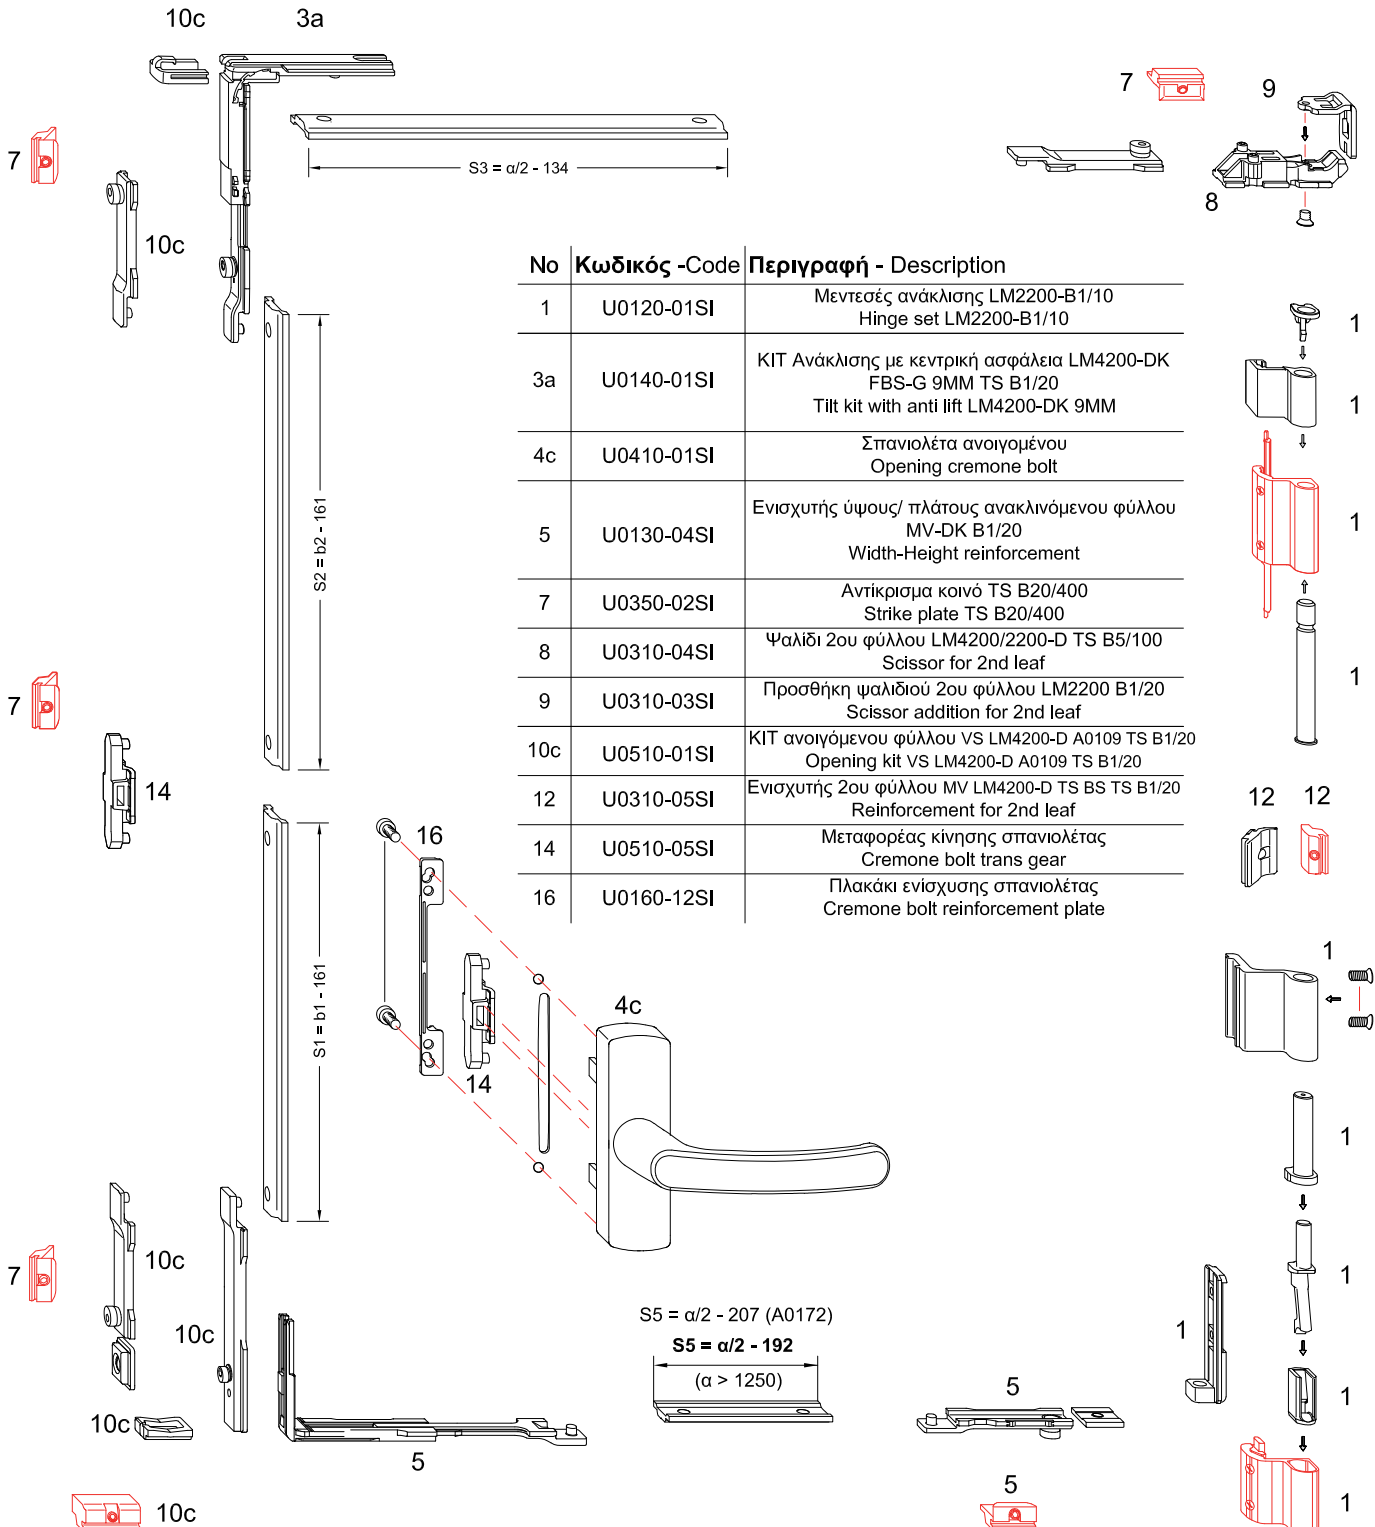 10c 3a
7
9
7
S3 = α/2 - 134
8
10c
No Κωδικός -Code Περιγραφή - Description
1 U0120-01SI Μεντεσές ανάκλισης LM2200-B1/10
Hinge set LM2200-B1/10
3a U0140-01SI KIT Ανάκλισης με κεντρική ασφάλεια LM4200-DK
FBS-G 9MM TS B1/20
Tilt kit with anti lift LM4200-DK 9MM
4c U0410-01SI Σπανιολέτα ανοιγομένου
Opening cremone bolt
5 U0130-04SI Ενισχυτής ύψους/ πλάτους ανακλινόμενου φύλλου
MV-DK B1/20
Width-Height reinforcement
7 U0350-02SI Αντίκρισμα κοινό TS B20/400
Strike plate TS B20/400
8 U0310-04SI Ψαλίδι 2ου φύλλου LM4200/2200-D TS B5/100
Scissor for 2nd leaf
9 U0310-03SI Προσθήκη ψαλιδιού 2ου φύλλου LM2200 B1/20
Scissor addition for 2nd leaf
10c U0510-01SI KIT ανοιγόμενου φύλλου VS LM4200-D A0109 TS B1/20
Opening kit VS LM4200-D A0109 TS B1/20
12 U0310-05SI Ενισχυτής 2ου φύλλου MV LM4200-D TS BS TS B1/20
Reinforcement for 2nd leaf
14 U0510-05SI Μεταφορέας κίνησης σπανιολέτας
Cremone bolt trans gear
16 U0160-12SI Πλακάκι ενίσχυσης σπανιολέτας
Cremone bolt reinforcement plate
1
1
S2 = b2 - 161
1
1
7
14
12 12
16
1
S1 = b1 - 161
4c
14
1
10c
7
1
S5 = α/2 - 207 (A0172)
10c
1
S5 = α/2 - 192
(α > 1250)
5
1
10c
5
5
10c
1